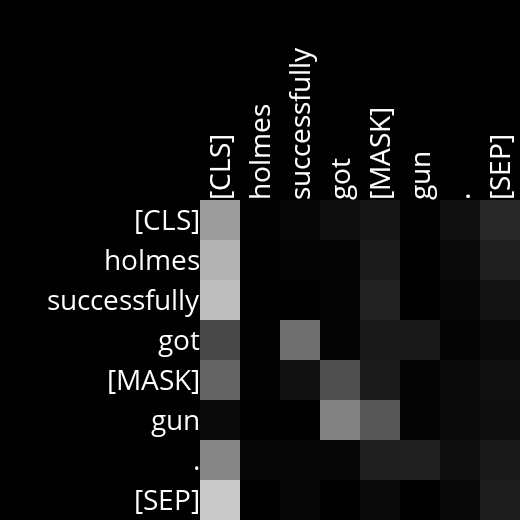 [CLS]
holmes
successfully
got
[MASK]
gun
.
[SEP]
[CLS]
holmes
successfully
got
[MASK]
gun
.
[SEP]